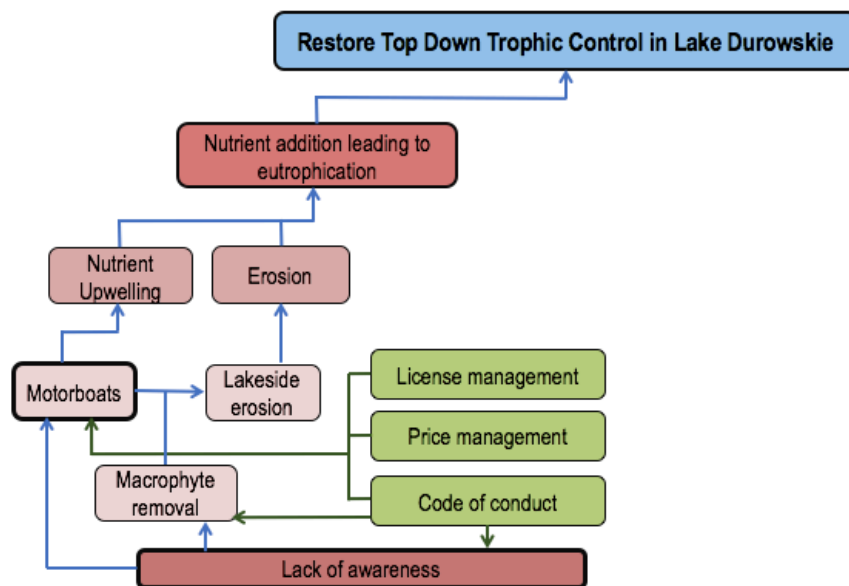 Restore Top Down Trophic Control in Lake Durowskie
Nutrient addition leading to
eutrophication
Nutrient
Upwelling
Erosion
Motorboats
Lakeside
erosion
License management
Price management
Macrophyte
removal
Code of conduct
Lack of awareness